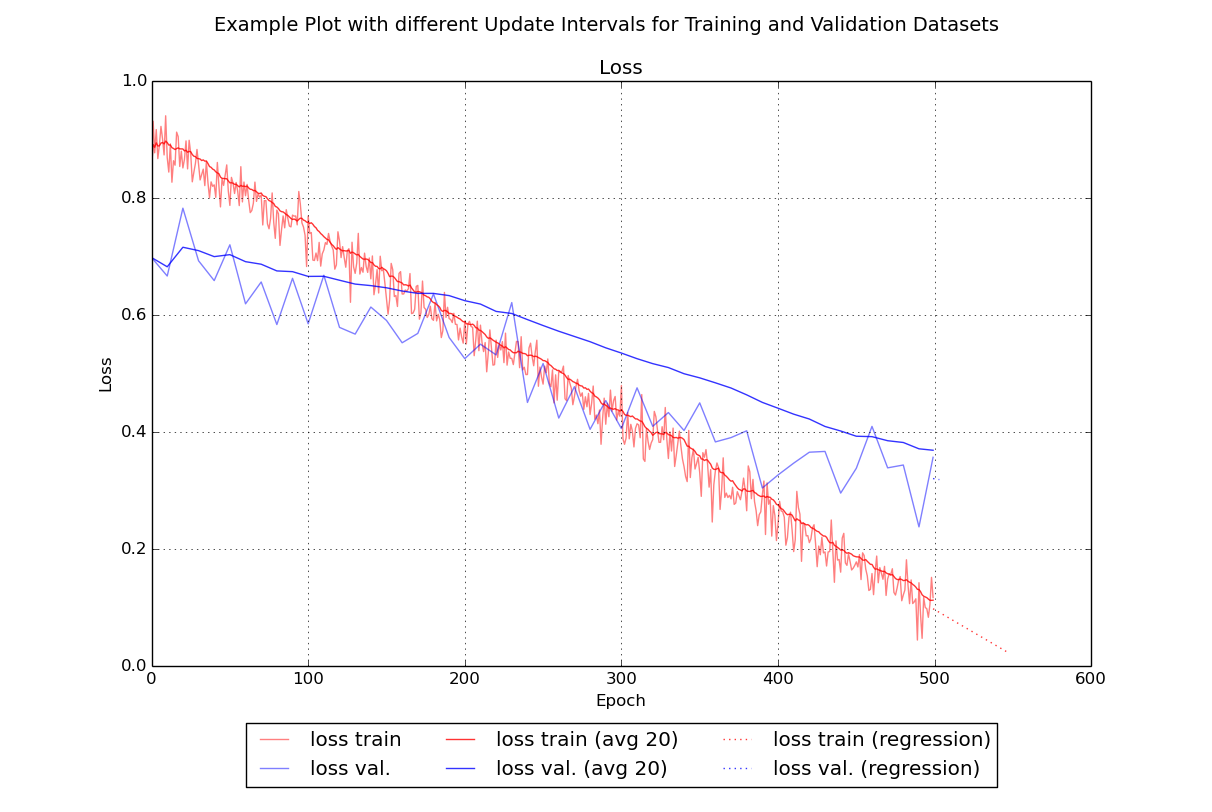 Example Plot with different Update Intervals for Training and Validation Datasets
Loss
1.0
0.8
0.6
0.4
0.2
0.0
Loss
0 100 200 300 400 500 600
Epoch
loss train loss train (avg 20) loss train (regression)
loss val. loss val. (avg 20) loss val. (regression)